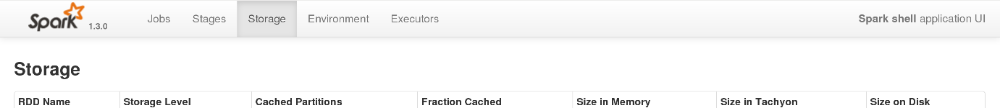 Spark 1.3.0 Jobs Stages Storage Environment Executors Spark shell application UI
Storage
RDD Name Storage Level Cached Partitions Fraction Cached Size in Memory Size in Tachyon Size on Disk